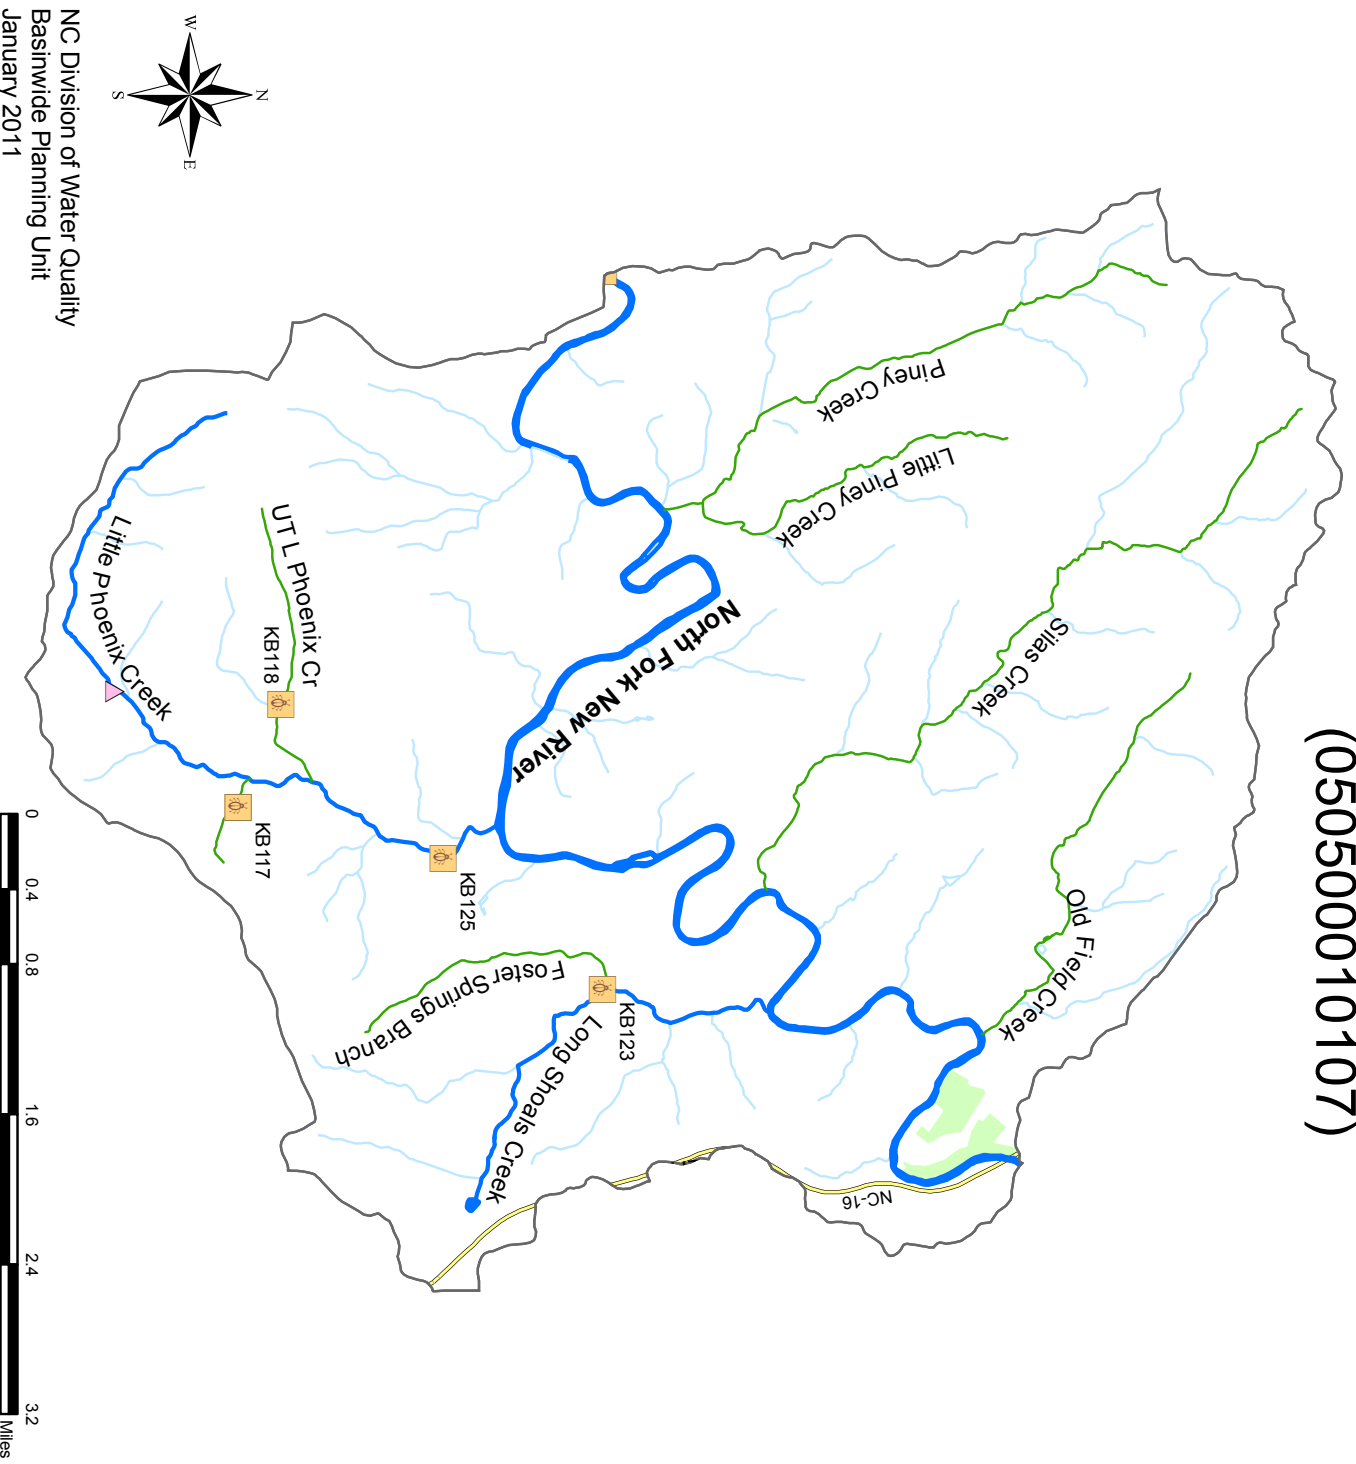 (0505000010107)
W
N
S
E
NC Division of Water Quality
Basinwide Planning Unit
January 2011
Piney Creek
Little Piney Creek
Silas Creek
Old Field Creek
North Fork New River
UT L Phoenix Cr
KB118
Little Phoenix Creek
KB117
KB125
Foster Springs Branch
KB123
Long Shoals Creek
NC-16
0
0.4
0.8
1.6
2.4
3.2
Miles